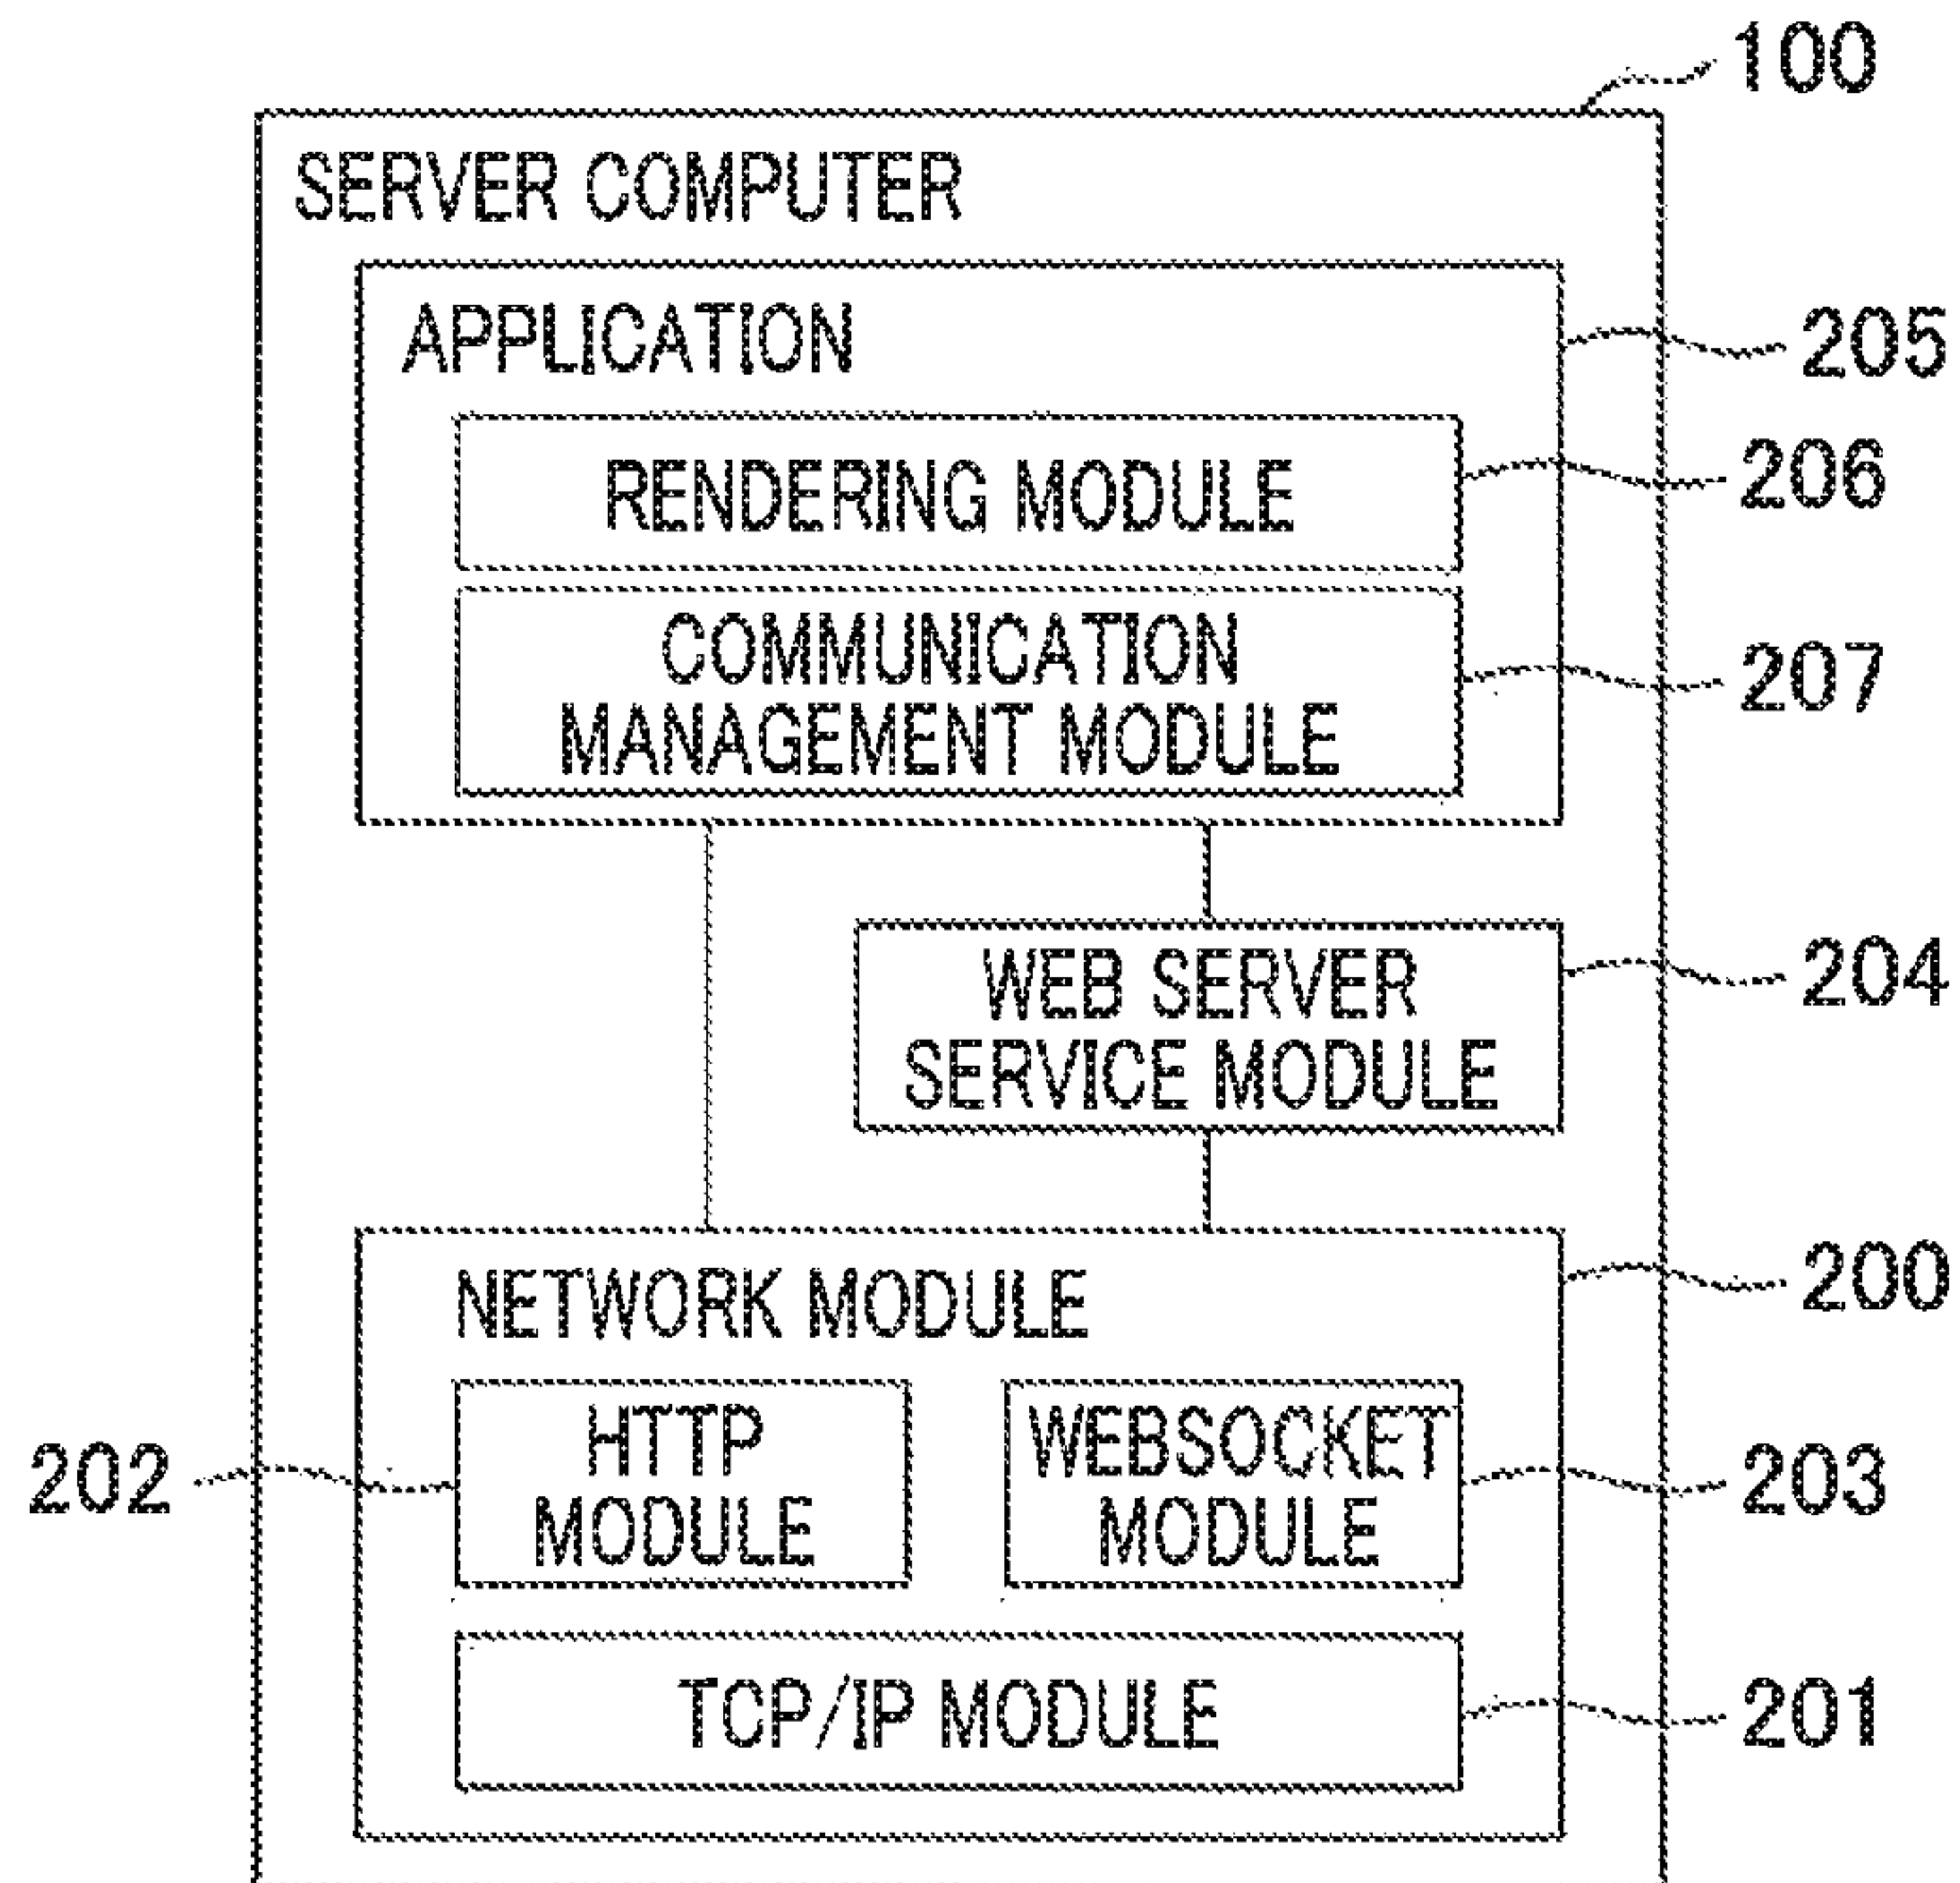 100
SERVER COMPUTER
APPLICATION
205
RENDERING MODULE
206
COMMUNICATION
MANAGEMENT MODULE
207
WEB SERVER
SERVICE MODULE
204
NETWORK MODULE
200
HTTP
MODULE
202
WEBSOCKET
MODULE
203
TCP/IP MODULE
201